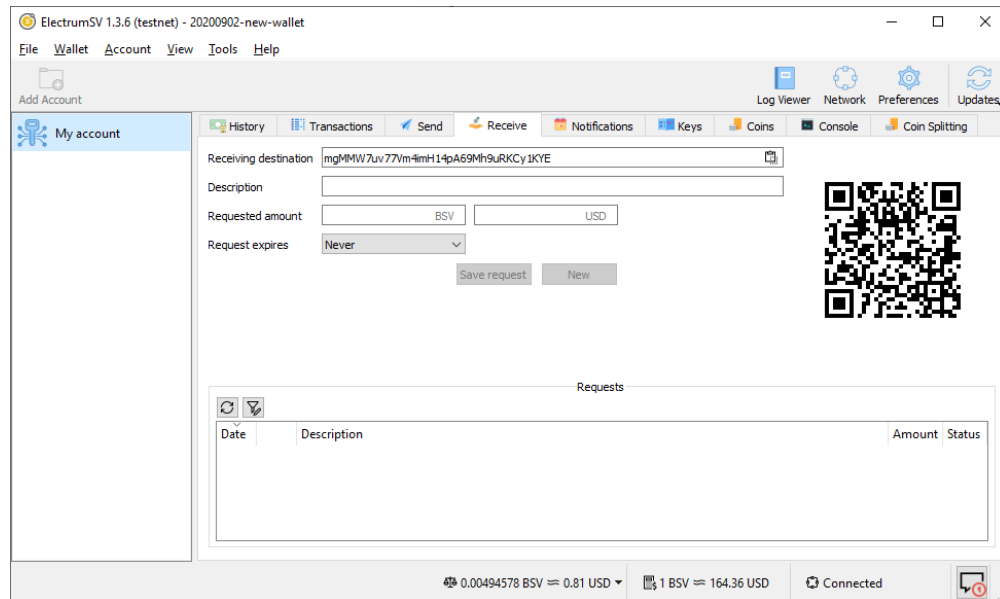 ElectrumSV 1.3.6 (testnet) - 20200902-new-wallet
File Wallet Account View Tools Help
Add Account
Log Viewer Network Preferences Updates
My account
History Transactions Send Receive Notifications Keys Coins Console Coin Splitting
Receiving destination mgMMW7uv77Vm4imH14pA69Mh9uRKCy1KYE
Description
Requested amount BSV USD
Request expires Never
Save request New
Requests
Date Description Amount Status
0.00494578 BSV ≈ 0.81 USD 1 BSV ≈ 164.36 USD Connected
1